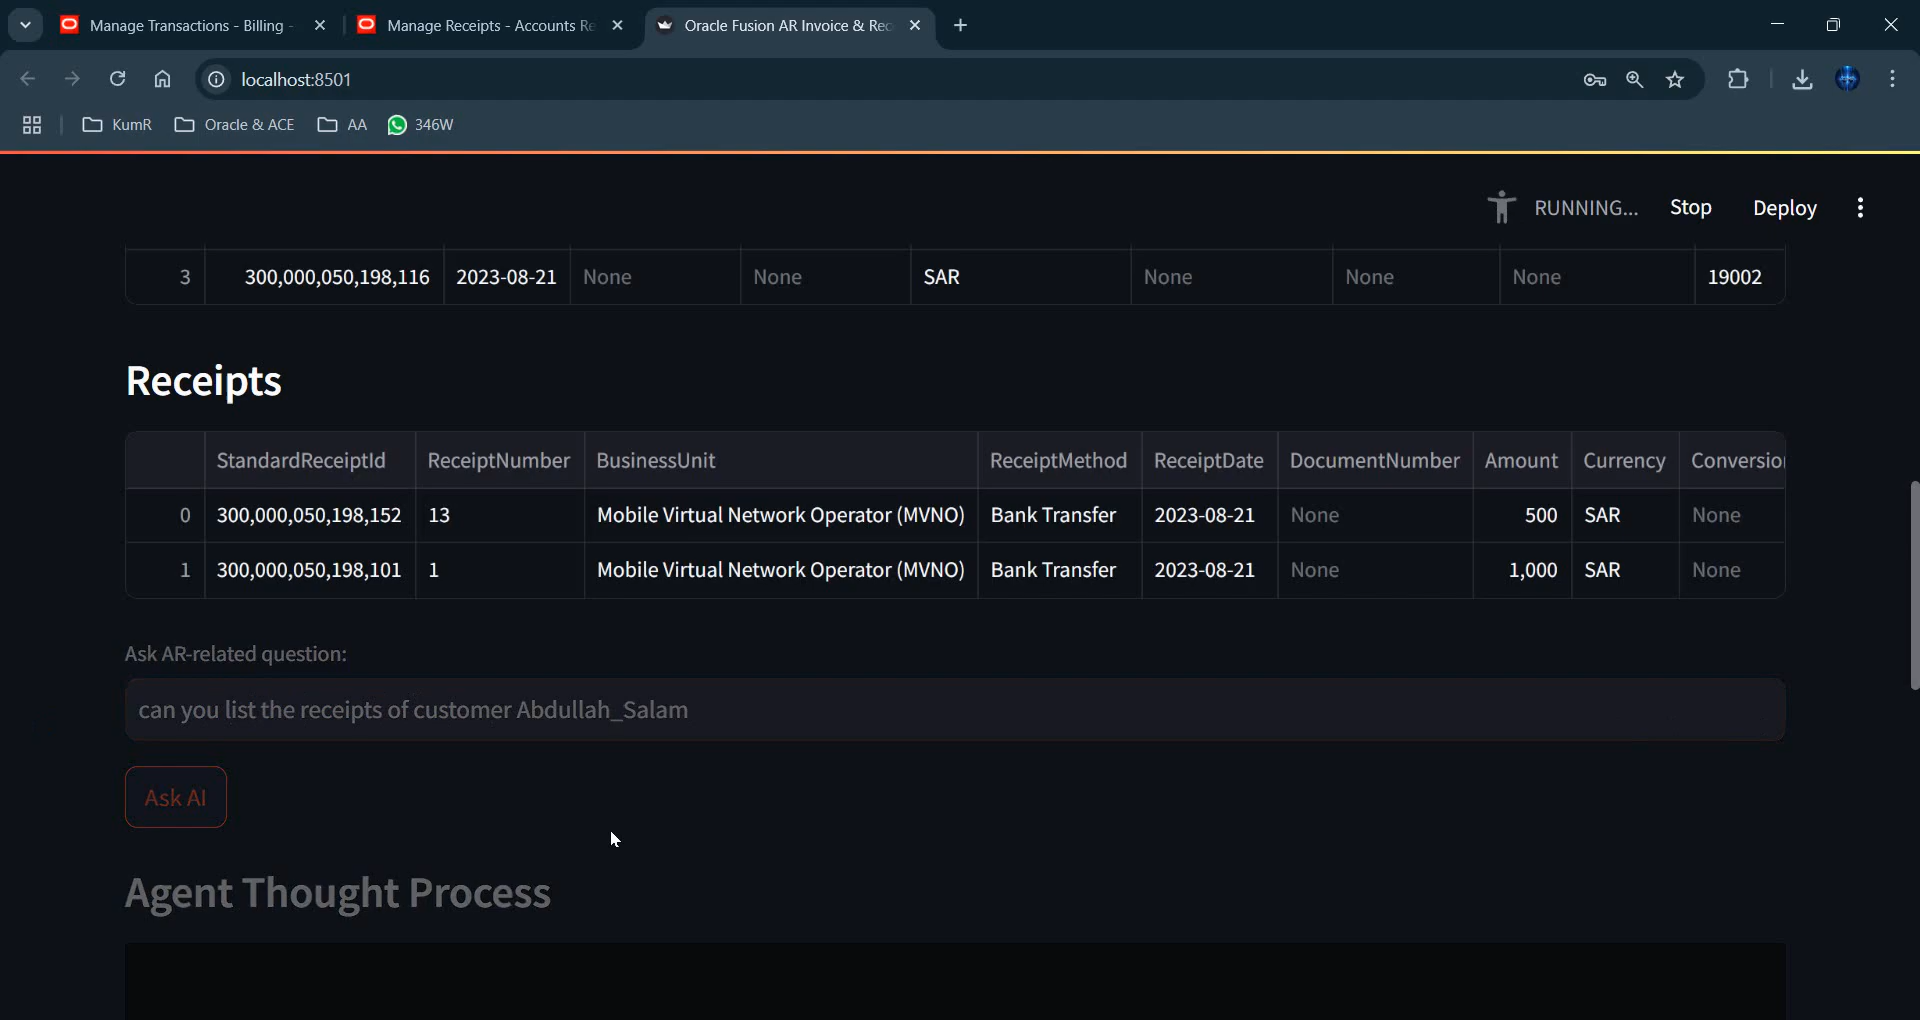 Manage Transactions - Billing -
Manage Receipts - Accounts Re
Oracle Fusion AR Invoice & Rec
localhost:8501
KumR
Oracle & ACE
AA
346W
RUNNING...
Stop
Deploy
3 300,000,050,198,116 2023-08-21 None None SAR None None None 19002
Receipts
StandardReceiptId ReceiptNumber BusinessUnit ReceiptMethod ReceiptDate DocumentNumber Amount Currency Conversio
0 300,000,050,198,152 13 Mobile Virtual Network Operator (MVNO) Bank Transfer 2023-08-21 None 500 SAR None
1 300,000,050,198,101 1 Mobile Virtual Network Operator (MVNO) Bank Transfer 2023-08-21 None 1,000 SAR None
Ask AR-related question:
can you list the receipts of customer Abdullah_Salam
Ask AI
Agent Thought Process